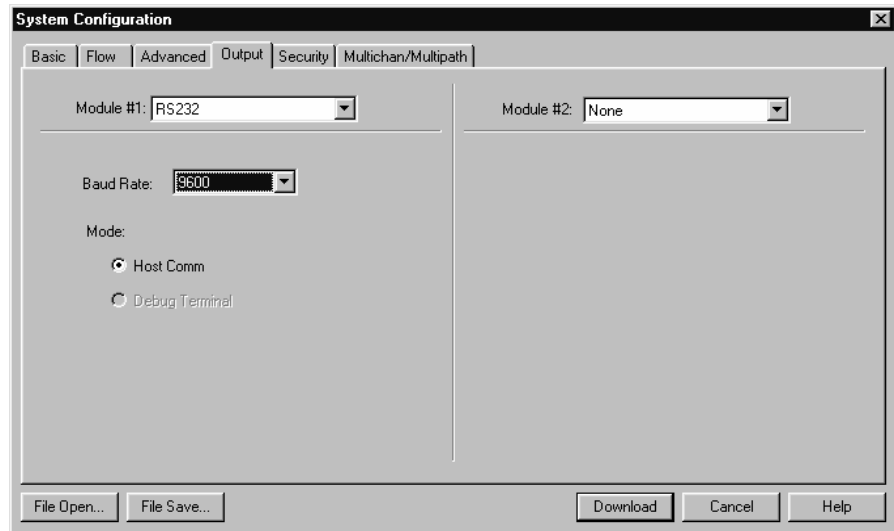 System Configuration
Basic Flow Advanced Output Security Multichan/Multipath
Module #1: RS232 Module #2: None
Baud Rate: 9600
Mode:
Host Comm
Debug Terminal
File Open... File Save... Download Cancel Help